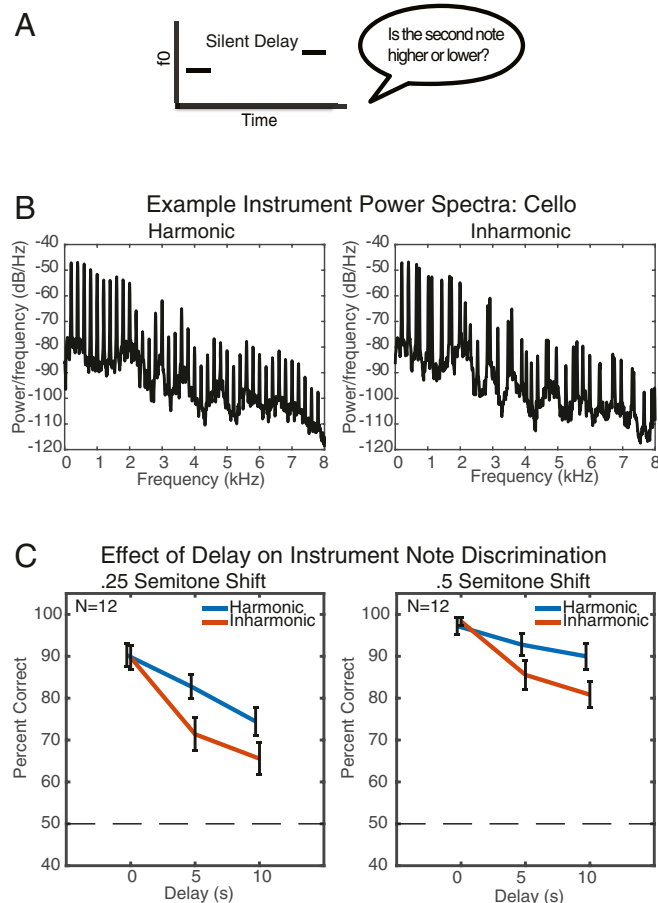 A
f0
Silent Delay
Time
Is the second note
higher or lower?
B
Example Instrument Power Spectra: Cello
Harmonic
Inharmonic
Power/frequency (dB/Hz)
-40
-50
-60
-70
-80
-90
-100
-110
-120
0 1 2 3 4 5 6 7 8
Frequency (kHz)
Power/frequency (dB/Hz)
-40
-50
-60
-70
-80
-90
-100
-110
-120
0 1 2 3 4 5 6 7 8
Frequency (kHz)
C
Effect of Delay on Instrument Note Discrimination
.25 Semitone Shift
.5 Semitone Shift
N=12
Harmonic
Inharmonic
Percent Correct
100
90
80
70
60
50
40
0 5 10
Delay (s)
N=12
Harmonic
Inharmonic
Percent Correct
100
90
80
70
60
50
40
0 5 10
Delay (s)